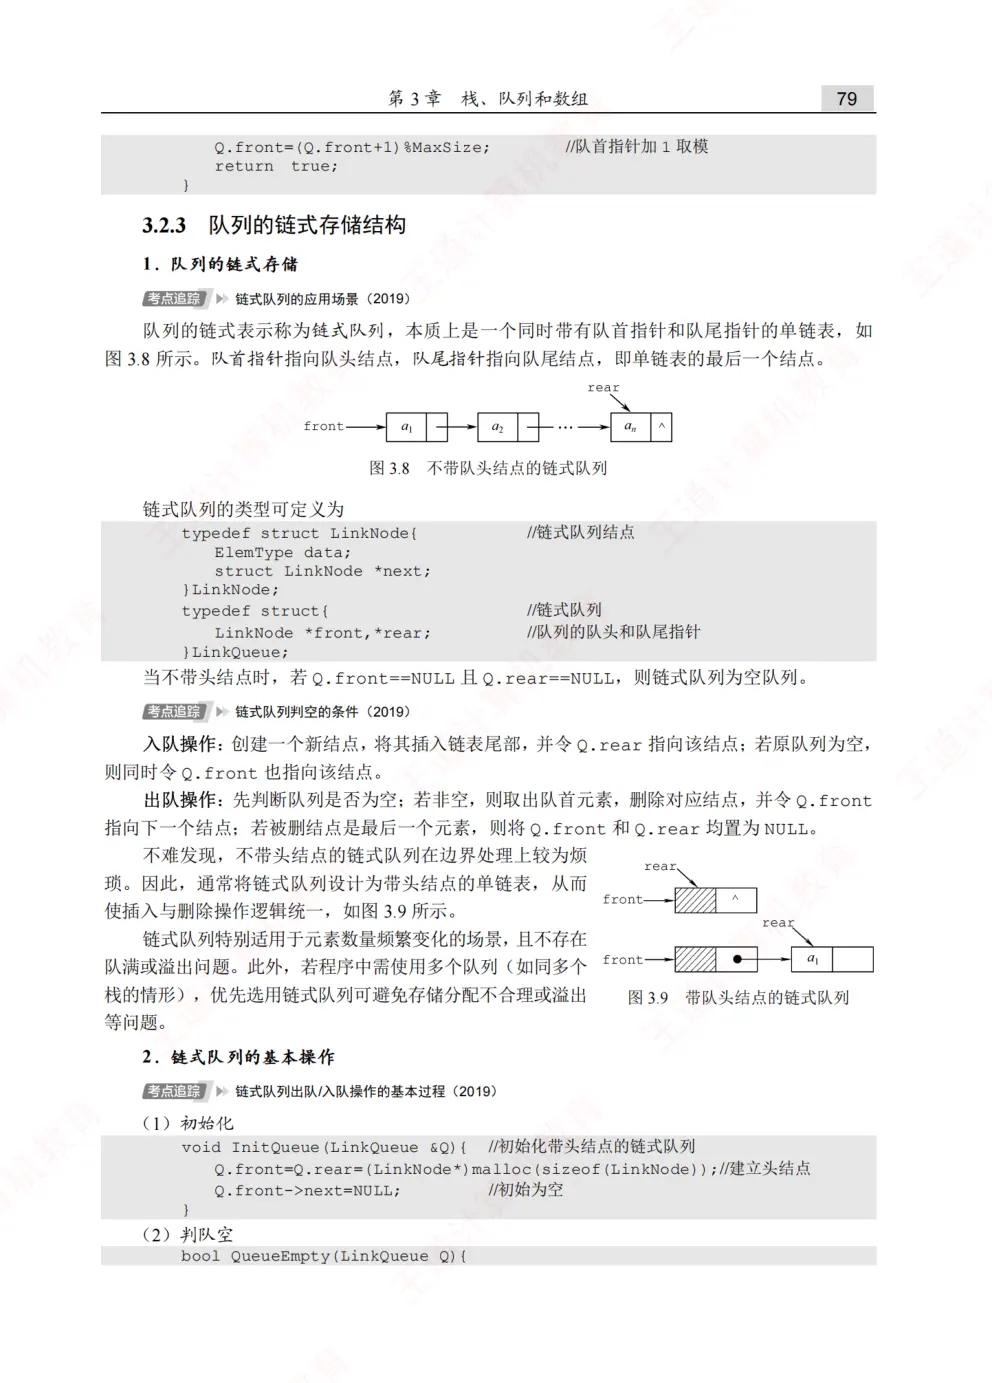 第 3 章　栈、队列和数组
79
Q.front=(Q.front+1)%MaxSize; //队首指针加 1 取模
return true;
}
3.2.3　队列的链式存储结构
1．队列的链式存储
考点追踪 链式队列的应用场景（2019）
队列的链式表示称为链式队列，本质上是一个同时带有队首指针和队尾指针的单链表，如
图 3.8 所示。队首指针指向队头结点，队尾指针指向队尾结点，即单链表的最后一个结点。
rear
front a1 a2 … an ^
图 3.8　不带队头结点的链式队列
链式队列的类型可定义为
typedef struct LinkNode{ //链式队列结点
ElemType data;
struct LinkNode *next;
}LinkNode;
typedef struct{ //链式队列
LinkNode *front,*rear; //队列的队头和队尾指针
}LinkQueue;
当不带头结点时，若 Q.front==NULL 且 Q.rear==NULL，则链式队列为空队列。
考点追踪 链式队列判空的条件（2019）
入队操作：创建一个新结点，将其插入链表尾部，并令 Q.rear 指向该结点；若原队列为空，
则同时令 Q.front 也指向该结点。
出队操作：先判断队列是否为空；若非空，则取出队首元素，删除对应结点，并令 Q.front
指向下一个结点；若被删结点是最后一个元素，则将 Q.front 和 Q.rear 均置为 NULL。
不难发现，不带头结点的链式队列在边界处理上较为烦
琐。因此，通常将链式队列设计为带头结点的单链表，从而
使插入与删除操作逻辑统一，如图 3.9 所示。
链式队列特别适用于元素数量频繁变化的场景，且不存在
队满或溢出问题。此外，若程序中需使用多个队列（如同多个
栈的情形），优先选用链式队列可避免存储分配不合理或溢出
等问题。
rear
front ^
rear
front a1
图 3.9　带队头结点的链式队列
2．链式队列的基本操作
考点追踪 链式队列出队/入队操作的基本过程（2019）
（1）初始化
void InitQueue(LinkQueue &Q){ //初始化带头结点的链式队列
Q.front=Q.rear=(LinkNode*)malloc(sizeof(LinkNode));//建立头结点
Q.front->next=NULL; //初始为空
}
（2）判队空
bool QueueEmpty(LinkQueue Q){
王道计算机教育